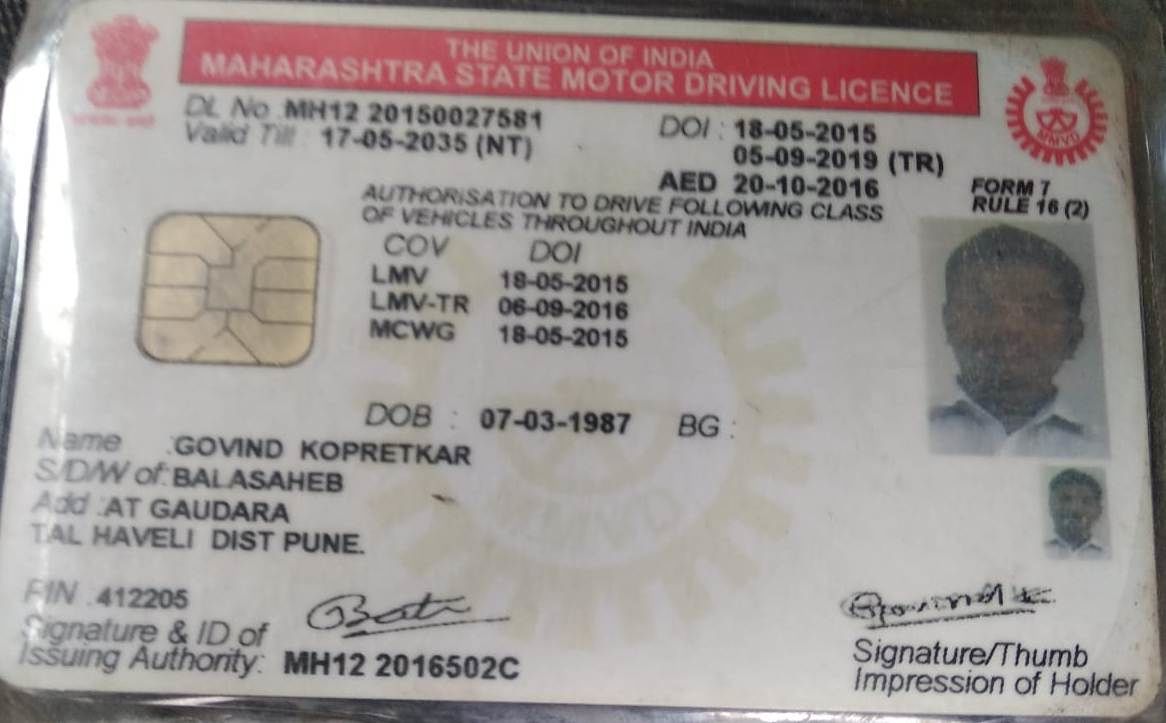 THE UNION OF INDIA
MAHARASHTRA STATE MOTOR DRIVING LICENCE
DL No MH12 20150027581
Valid Till : 17-05-2035 (NT)
DOI : 18-05-2015
05-09-2019 (TR)
AED 20-10-2016
FORM 7
RULE 16 (2)
AUTHORISATION TO DRIVE FOLLOWING CLASS
OF VEHICLES THROUGHOUT INDIA
COV DOI
LMV 18-05-2015
LMV-TR 06-09-2016
MCWG 18-05-2015
DOB : 07-03-1987 BG :
Name :GOVIND KOPRETKAR
S/D/W of:BALASAHEB
Add :AT GAUDARA
TAL HAVELI DIST PUNE.
PIN :412205
Signature & ID of
Issuing Authority: MH12 2016502C
Signature/Thumb
Impression of Holder
MMVD
MMVD